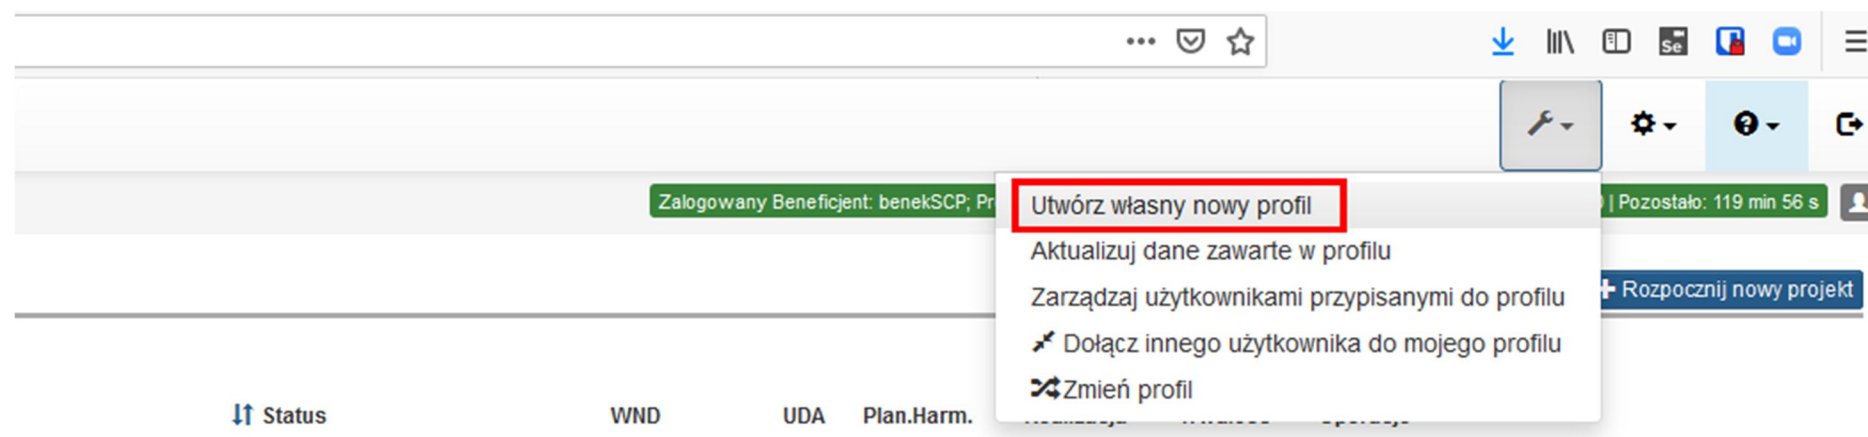 Se
Zalogowany Beneficjent: benekSCP;
| Pozostało: 119 min 56 s
Utwórz własny nowy profil
Aktualizuj dane zawarte w profilu
Zarządzaj użytkownikami przypisanymi do profilu
Dołącz innego użytkownika do mojego profilu
Zmień profil
+ Rozpocznij nowy projekt
Status WND UDA Plan.Harm.